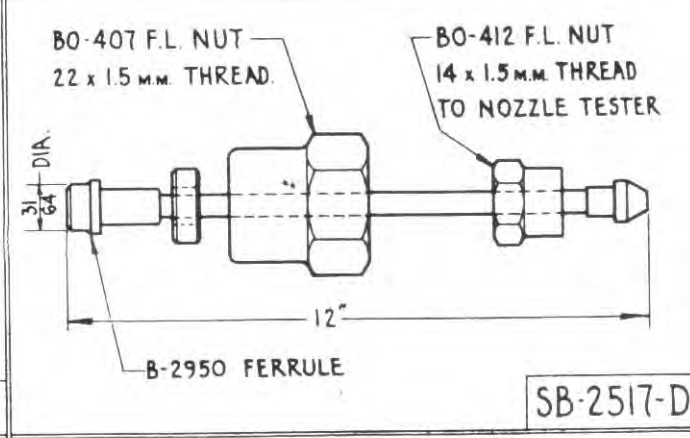 BO-407 F.L. NUT
22 x 1.5 M.M. THREAD.
BO-412 F.L. NUT
14 x 1.5 M.M. THREAD
TO NOZZLE TESTER
31/64 DIA.
12"
B-2950 FERRULE
SB-2517-D